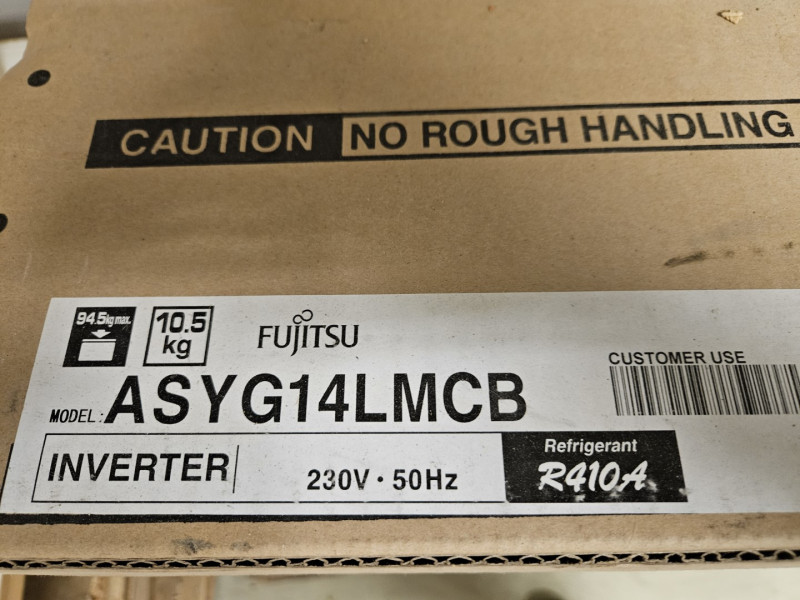 CAUTION NO ROUGH HANDLING
94.5kg max.
10.5 kg
FUJITSU
CUSTOMER USE
MODEL: ASYG14LMCB
INVERTER 230V・50Hz
Refrigerant
R410A